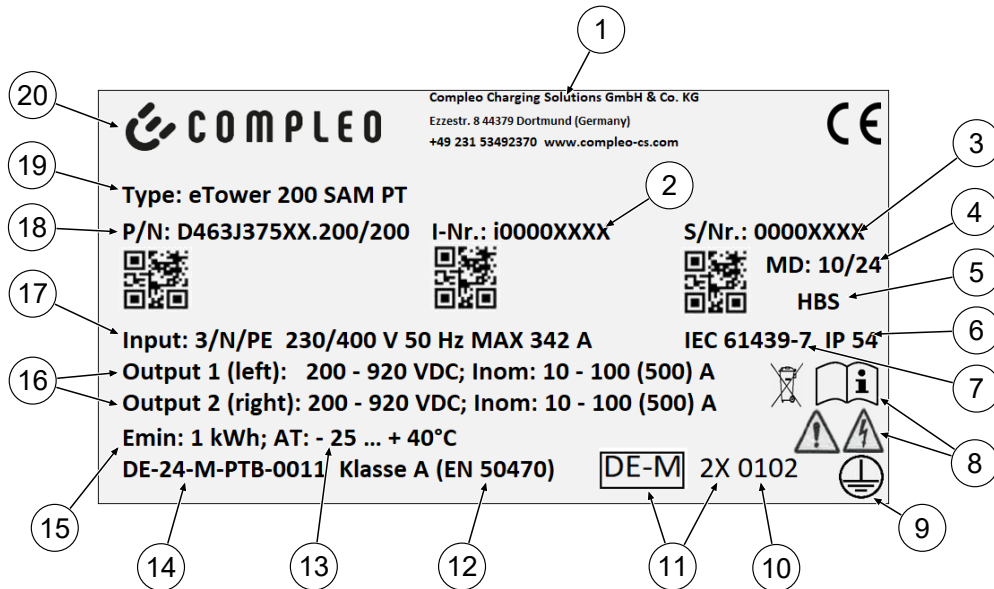 1
20
COMPLEO
Compleo Charging Solutions GmbH & Co. KG
Ezzestr. 8 44379 Dortmund (Germany)
+49 231 53492370 www.compleo-cs.com
CE
3
19
Type: eTower 200 SAM PT
2
4
18
P/N: D463J375XX.200/200 I-Nr.: i0000XXXX S/Nr.: 0000XXXX
MD: 10/24
5
HBS
17
6
Input: 3/N/PE 230/400 V 50 Hz MAX 342 A IEC 61439-7 IP 54
16
Output 1 (left): 200 - 920 VDC; Inom: 10 - 100 (500) A
7
Output 2 (right): 200 - 920 VDC; Inom: 10 - 100 (500) A
Emin: 1 kWh; AT: - 25 ... + 40°C
8
DE-24-M-PTB-0011 Klasse A (EN 50470) DE-M 2X 0102
15
9
14
13
12
11
10